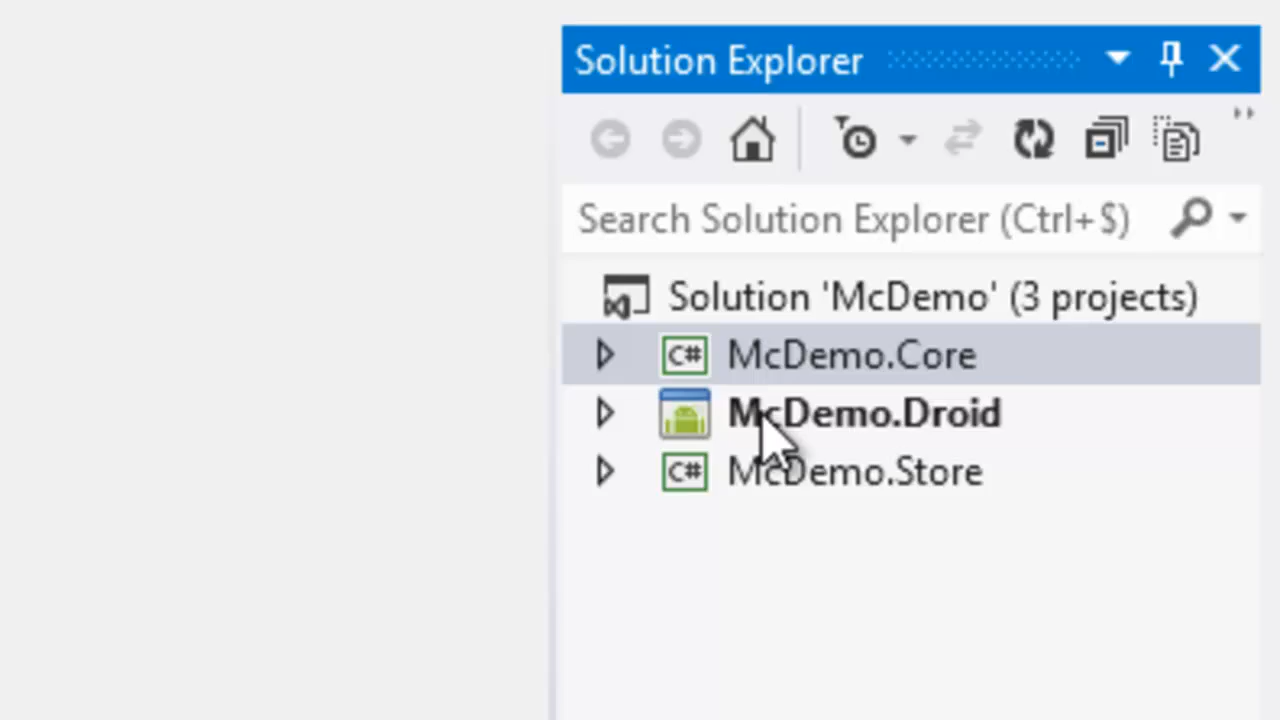 Solution Explorer
Search Solution Explorer (Ctrl+$)
Solution 'McDemo' (3 projects)
C# McDemo.Core
McDemo.Droid
C# McDemo.Store